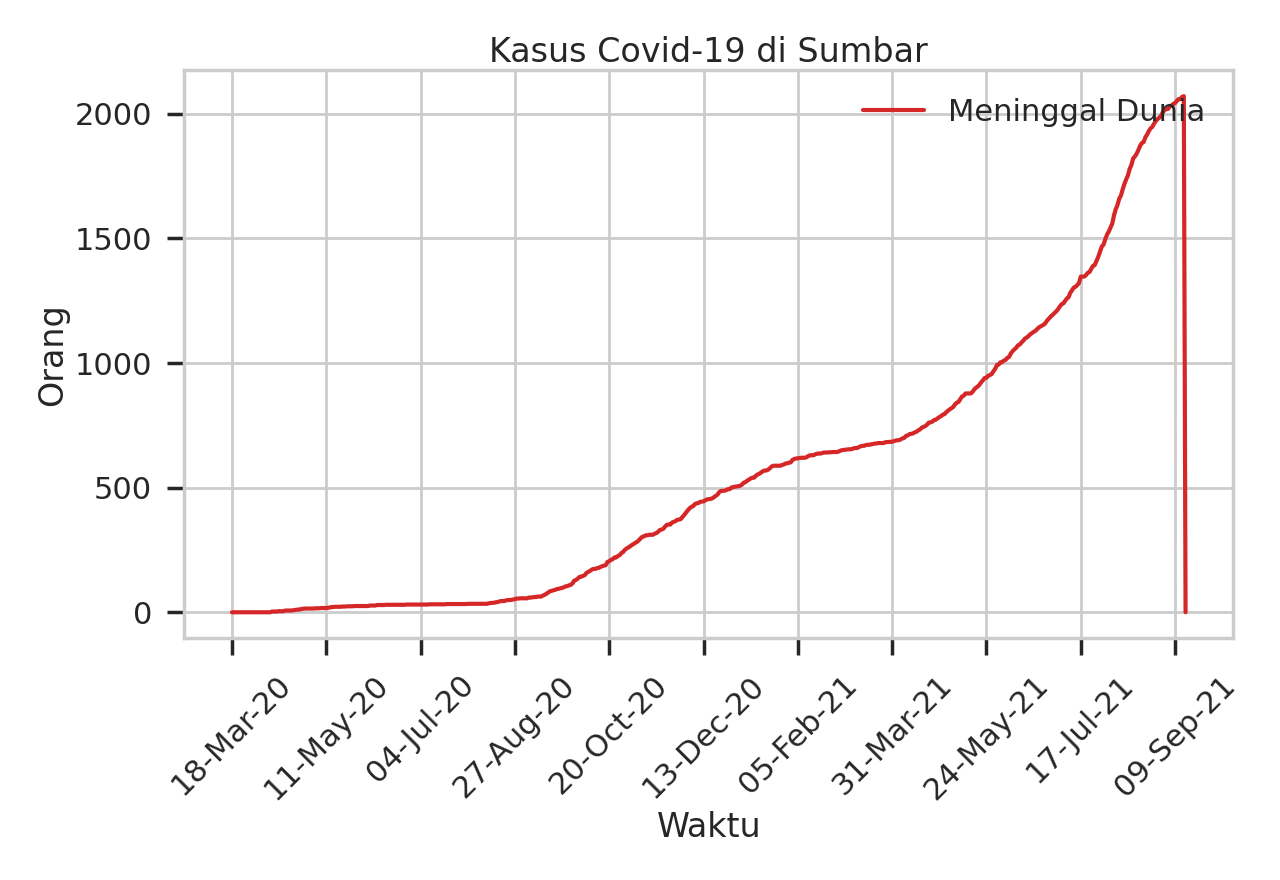 Kasus Covid-19 di Sumbar
Meninggal Dunia
2000
1500
1000
500
0
Orang
18-Mar-20
11-May-20
04-Jul-20
27-Aug-20
20-Oct-20
13-Dec-20
05-Feb-21
31-Mar-21
24-May-21
17-Jul-21
09-Sep-21
Waktu